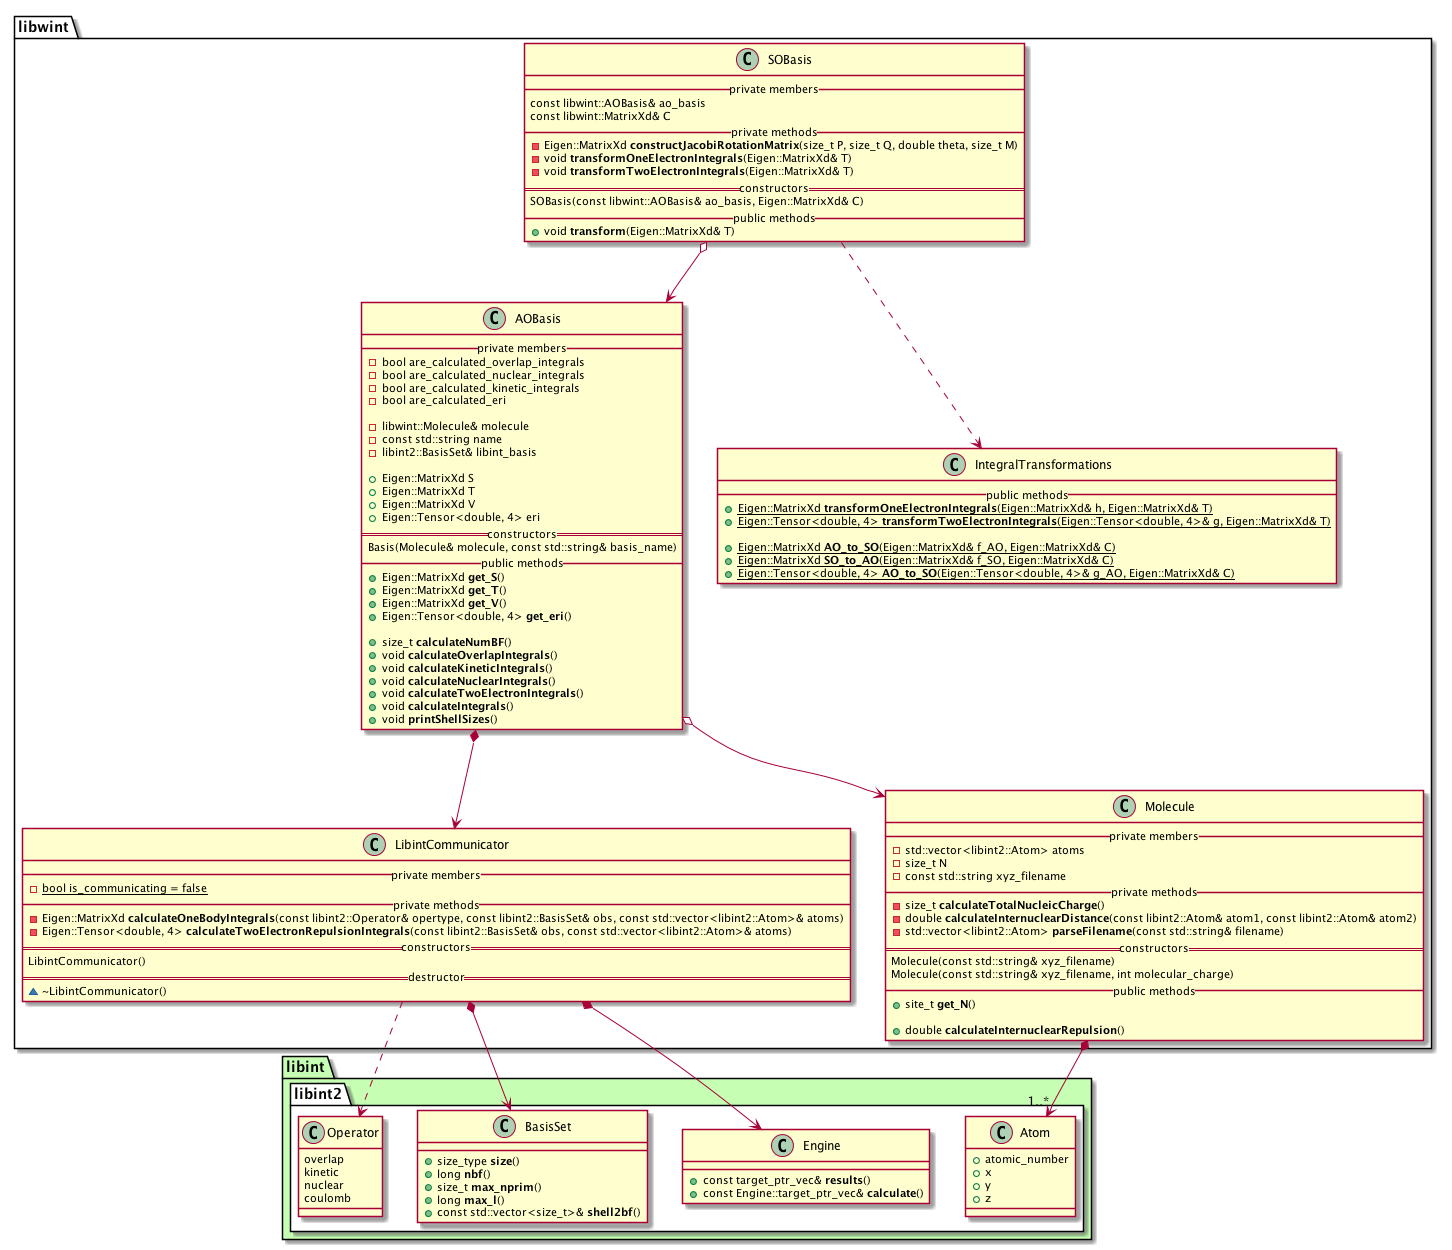 libwint
C SOBasis
private members
const libwint::AOBasis& ao_basis
const libwint::MatrixXd& C
private methods
Eigen::MatrixXd constructJacobiRotationMatrix(size_t P, size_t Q, double theta, size_t M)
void transformOneElectronIntegrals(Eigen::MatrixXd& T)
void transformTwoElectronIntegrals(Eigen::MatrixXd& T)
constructors
SOBasis(const libwint::AOBasis& ao_basis, Eigen::MatrixXd& C)
public methods
void transform(Eigen::MatrixXd& T)
C AOBasis
private members
bool are_calculated_overlap_integrals
bool are_calculated_nuclear_integrals
bool are_calculated_kinetic_integrals
bool are_calculated_eri
libwint::Molecule& molecule
const std::string name
libint2::BasisSet& libint_basis
Eigen::MatrixXd S
Eigen::MatrixXd T
Eigen::MatrixXd V
Eigen::Tensor<double, 4> eri
constructors
Basis(Molecule& molecule, const std::string& basis_name)
public methods
Eigen::MatrixXd get_S()
Eigen::MatrixXd get_T()
Eigen::MatrixXd get_V()
Eigen::Tensor<double, 4> get_eri()
size_t calculateNumBF()
void calculateOverlapIntegrals()
void calculateKineticIntegrals()
void calculateNuclearIntegrals()
void calculateTwoElectronIntegrals()
void calculateIntegrals()
void printShellSizes()
C IntegralTransformations
public methods
Eigen::MatrixXd transformOneElectronIntegrals(Eigen::MatrixXd& h, Eigen::MatrixXd& T)
Eigen::Tensor<double, 4> transformTwoElectronIntegrals(Eigen::Tensor<double, 4>& g, Eigen::MatrixXd& T)
Eigen::MatrixXd AO_to_SO(Eigen::MatrixXd& f_AO, Eigen::MatrixXd& C)
Eigen::MatrixXd SO_to_AO(Eigen::MatrixXd& f_SO, Eigen::MatrixXd& C)
Eigen::Tensor<double, 4> AO_to_SO(Eigen::Tensor<double, 4>& g_AO, Eigen::MatrixXd& C)
C LibintCommunicator
private members
bool is_communicating = false
private methods
Eigen::MatrixXd calculateOneBodyIntegrals(const libint2::Operator& opertype, const libint2::BasisSet& obs, const std::vector<libint2::Atom>& atoms)
Eigen::Tensor<double, 4> calculateTwoElectronRepulsionIntegrals(const libint2::BasisSet& obs, const std::vector<libint2::Atom>& atoms)
constructors
LibintCommunicator()
destructor
~LibintCommunicator()
C Molecule
private members
std::vector<libint2::Atom> atoms
size_t N
const std::string xyz_filename
private methods
size_t calculateTotalNucleicCharge()
double calculateInternuclearDistance(const libint2::Atom& atom1, const libint2::Atom& atom2)
std::vector<libint2::Atom> parseFilename(const std::string& filename)
constructors
Molecule(const std::string& xyz_filename)
Molecule(const std::string& xyz_filename, int molecular_charge)
public methods
site_t get_N()
double calculateInternuclearRepulsion()
libint
libint2
1..*
C Operator
overlap
kinetic
nuclear
coulomb
C BasisSet
size_type size()
long nbf()
size_t max_nprim()
long max_l()
const std::vector<size_t>& shell2bf()
C Engine
const target_ptr_vec& results()
const Engine::target_ptr_vec& calculate()
C Atom
atomic_number
x
y
z